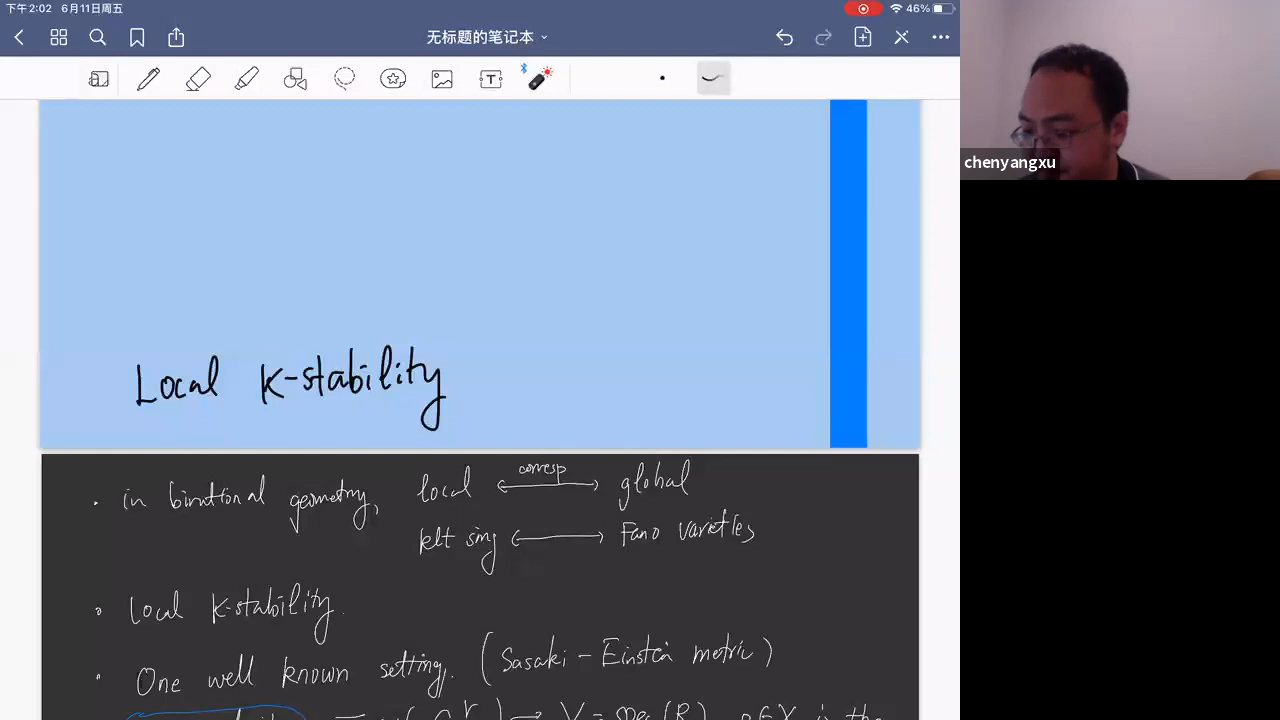 下午2:02 6月11日周五
46%
无标题的笔记本
T
chenyangxu
Local K-stability
corresp
· in birational geometry, local ⟷ global
klt sing ⟷ Fano varieties
· Local K-stability.
· One well known setting. (Sasaki-Einstein metric)